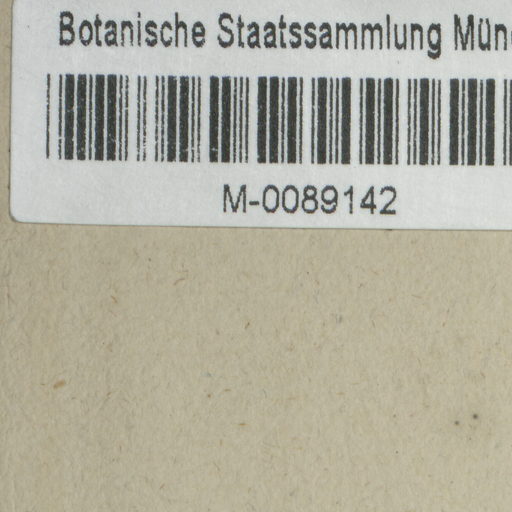 Botanische Staatssammlung Mün
M-0089142